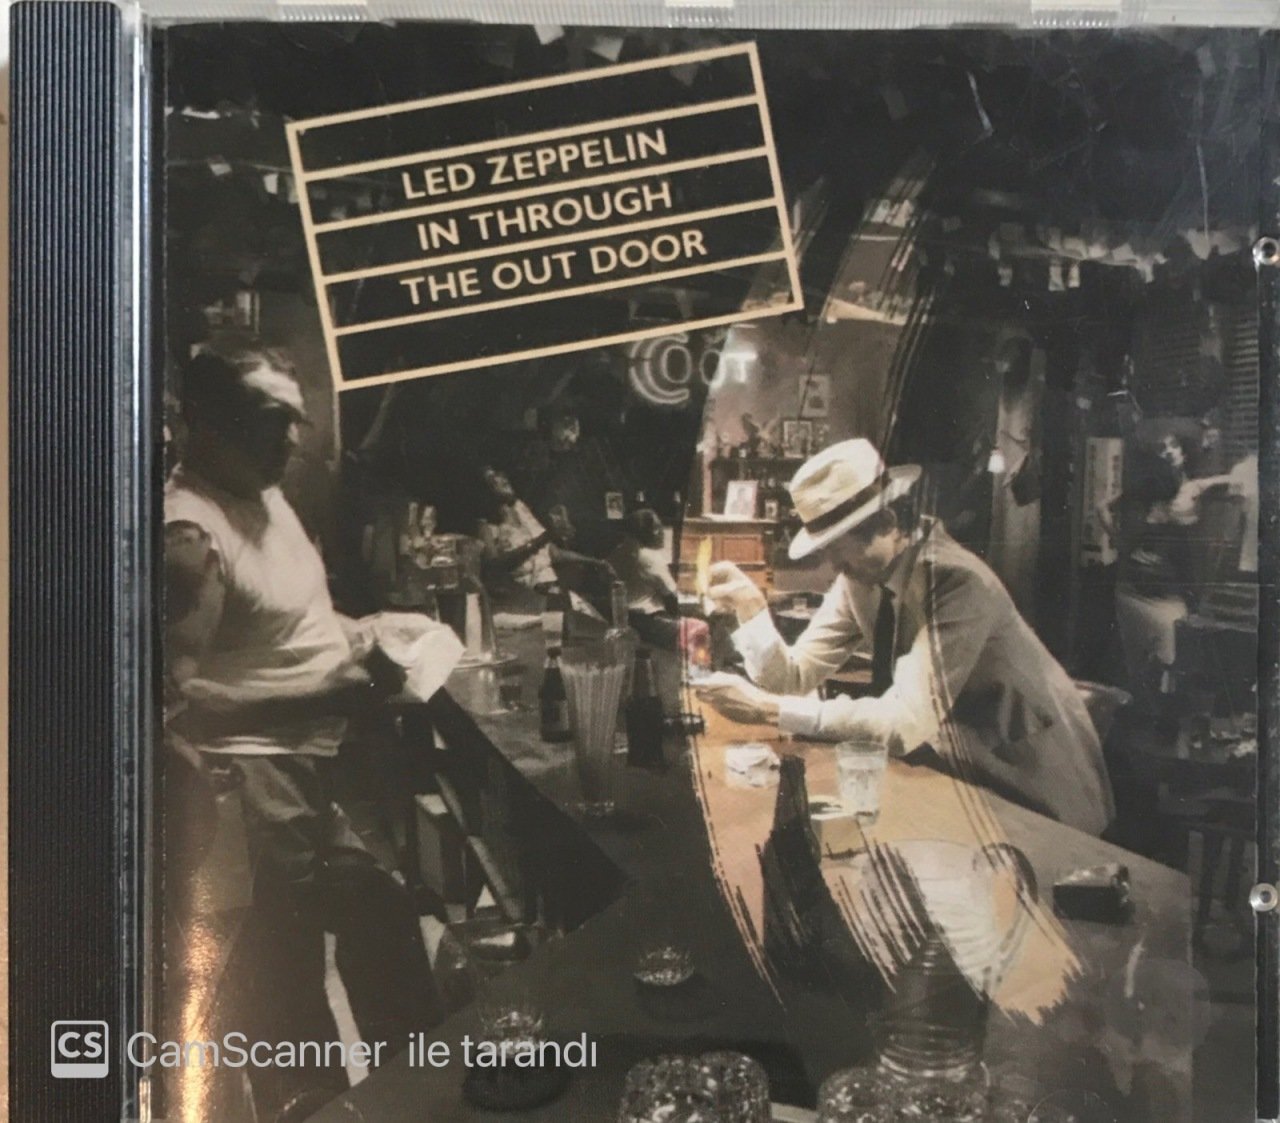 LED ZEPPELIN
IN THROUGH
THE OUT DOOR
CS CamScanner ile tarandı